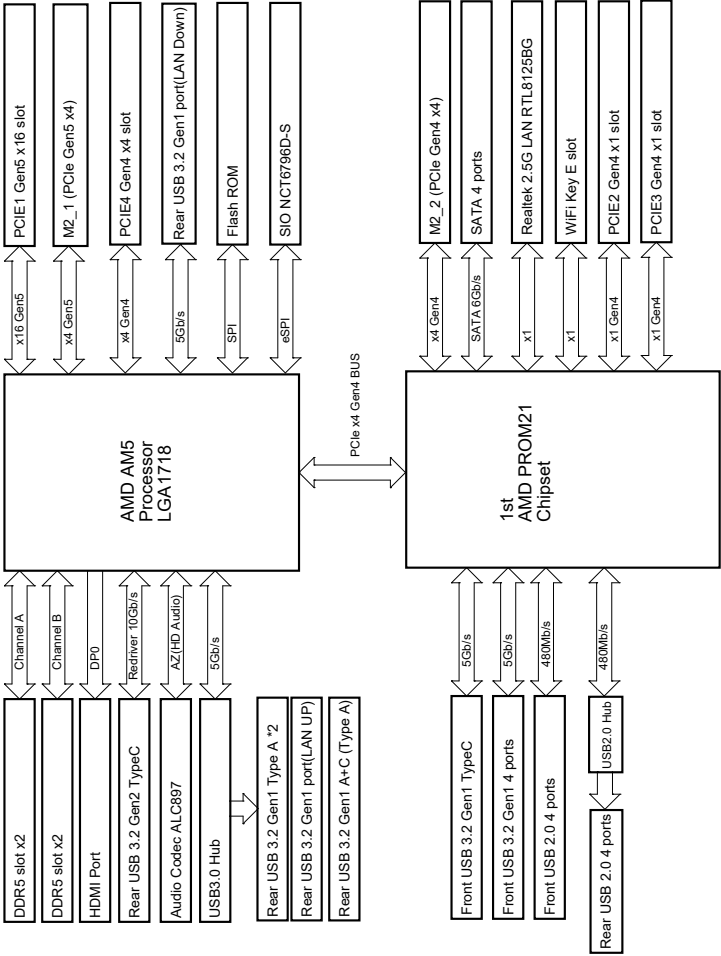 PCIE1 Gen5 x16 slot
M2_1 (PCIe Gen5 x4)
PCIE4 Gen4 x4 slot
Rear USB 3.2 Gen1 port(LAN Down)
Flash ROM
SIO NCT6796D-S
x16 Gen5
x4 Gen5
x4 Gen4
5Gb/s
SPI
eSPI
AMD AM5
Processor
LGA1718
Channel A
Channel B
DP0
Redriver 10Gb/s
AZ(HD Audio)
5Gb/s
DDR5 slot x2
DDR5 slot x2
HDMI Port
Rear USB 3.2 Gen2 TypeC
Audio Codec ALC897
USB3.0 Hub
Rear USB 3.2 Gen1 Type A *2
Rear USB 3.2 Gen1 port(LAN UP)
Rear USB 3.2 Gen1 A+C (Type A)
PCIe x4 Gen4 BUS
M2_2 (PCIe Gen4 x4)
SATA 4 ports
Realtek 2.5G LAN RTL8125BG
WiFi Key E slot
PCIE2 Gen4 x1 slot
PCIE3 Gen4 x1 slot
x4 Gen4
SATA 6Gb/s
x1
x1
x1 Gen4
x1 Gen4
1st
AMD PROM21
Chipset
5Gb/s
5Gb/s
480Mb/s
480Mb/s
Front USB 3.2 Gen1 TypeC
Front USB 3.2 Gen1 4 ports
Front USB 2.0 4 ports
USB2.0 Hub
Rear USB 2.0 4 ports